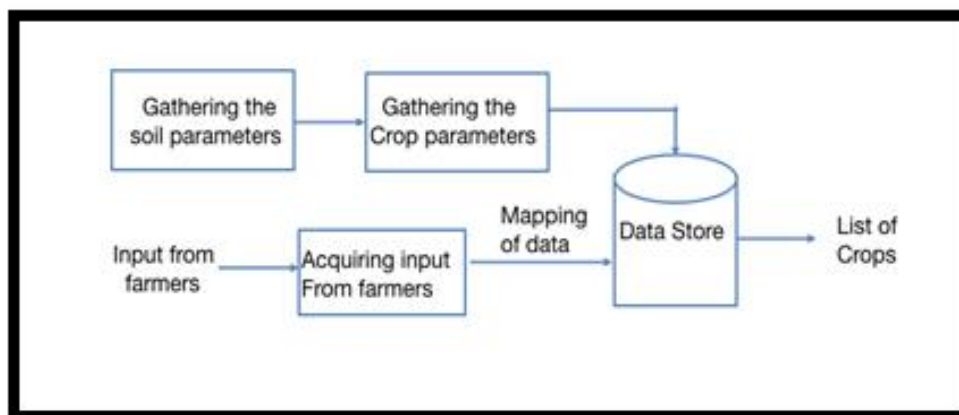 Gathering the
soil parameters
Gathering the
Crop parameters
Input from
farmers
Acquiring input
From farmers
Mapping
of data
Data Store
List of
Crops